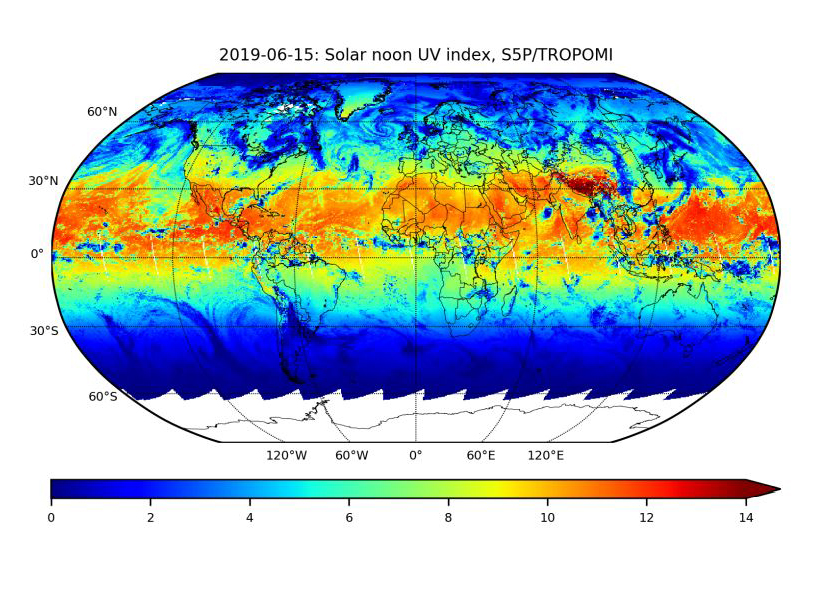 2019-06-15: Solar noon UV index, S5P/TROPOMI
60°N
30°N
0°
30°S
60°S
120°W 60°W 0° 60°E 120°E
0 2 4 6 8 10 12 14